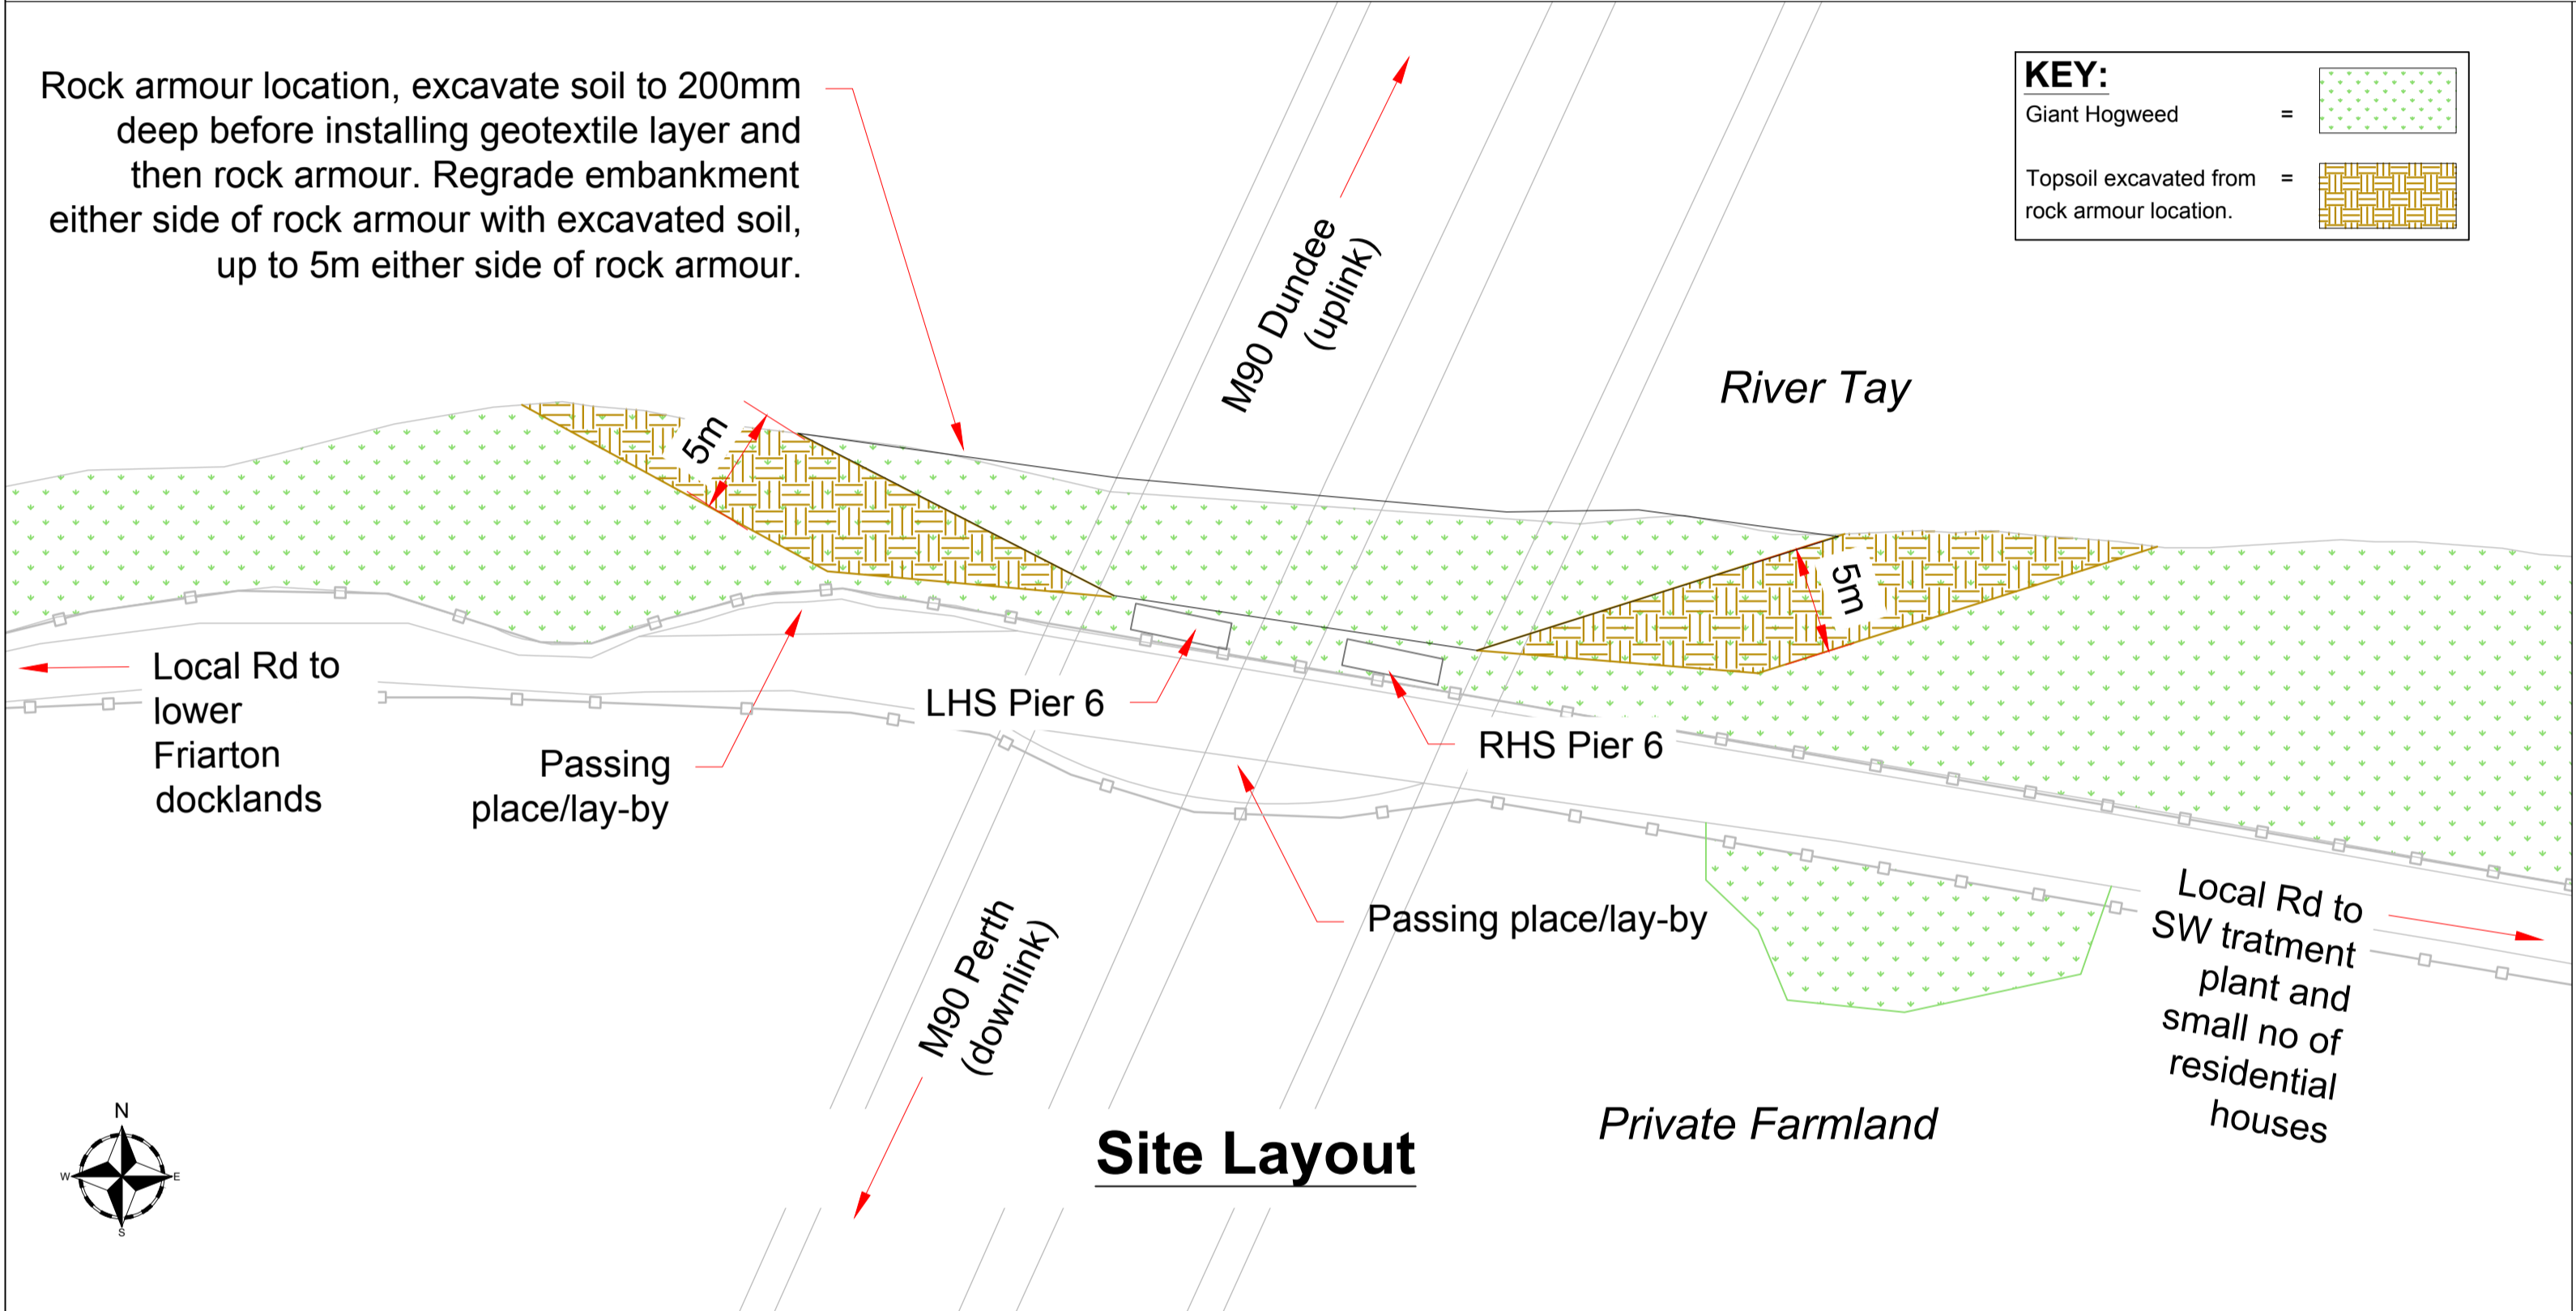 Rock armour location, excavate soil to 200mm
deep before installing geotextile layer and
then rock armour. Regrade embankment
either side of rock armour with excavated soil,
up to 5m either side of rock armour.
KEY:
Giant Hogweed =
Topsoil excavated from =
rock armour location.
M90 Dundee
(uplink)
River Tay
5m
5m
Local Rd to
lower
Friarton
docklands
Passing
place/lay-by
LHS Pier 6
RHS Pier 6
Passing place/lay-by
M90 Perth
(downlink)
Local Rd to
SW tratment
plant and
small no of
residential
houses
Private Farmland
Site Layout
N
W
E
S